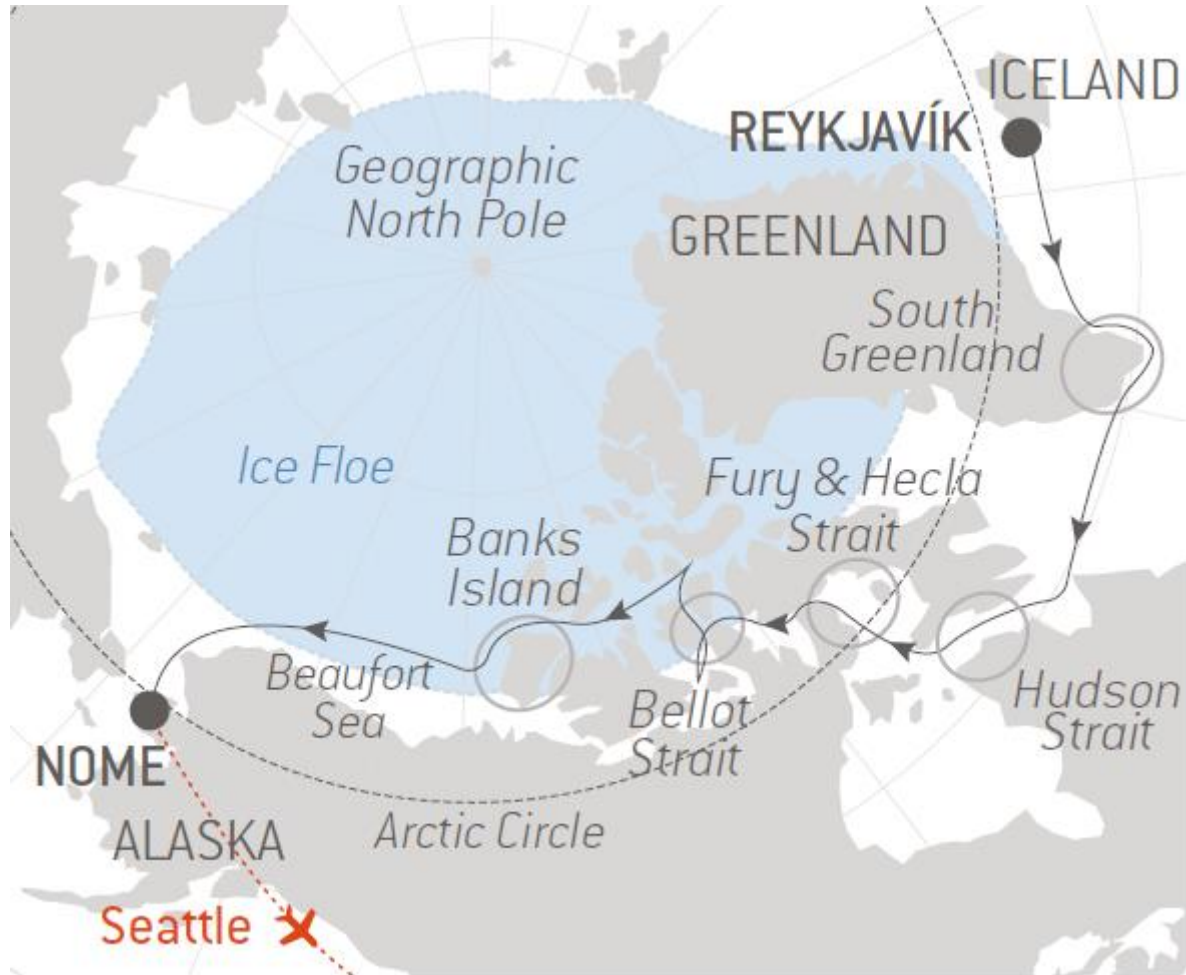 ICELAND
REYKJAVÍK
Geographic
North Pole
GREENLAND
South
Greenland
Ice Floe
Fury & Hecla
Strait
Banks
Island
Beaufort
Sea
Bellot
Strait
Hudson
Strait
NOME
ALASKA
Arctic Circle
Seattle